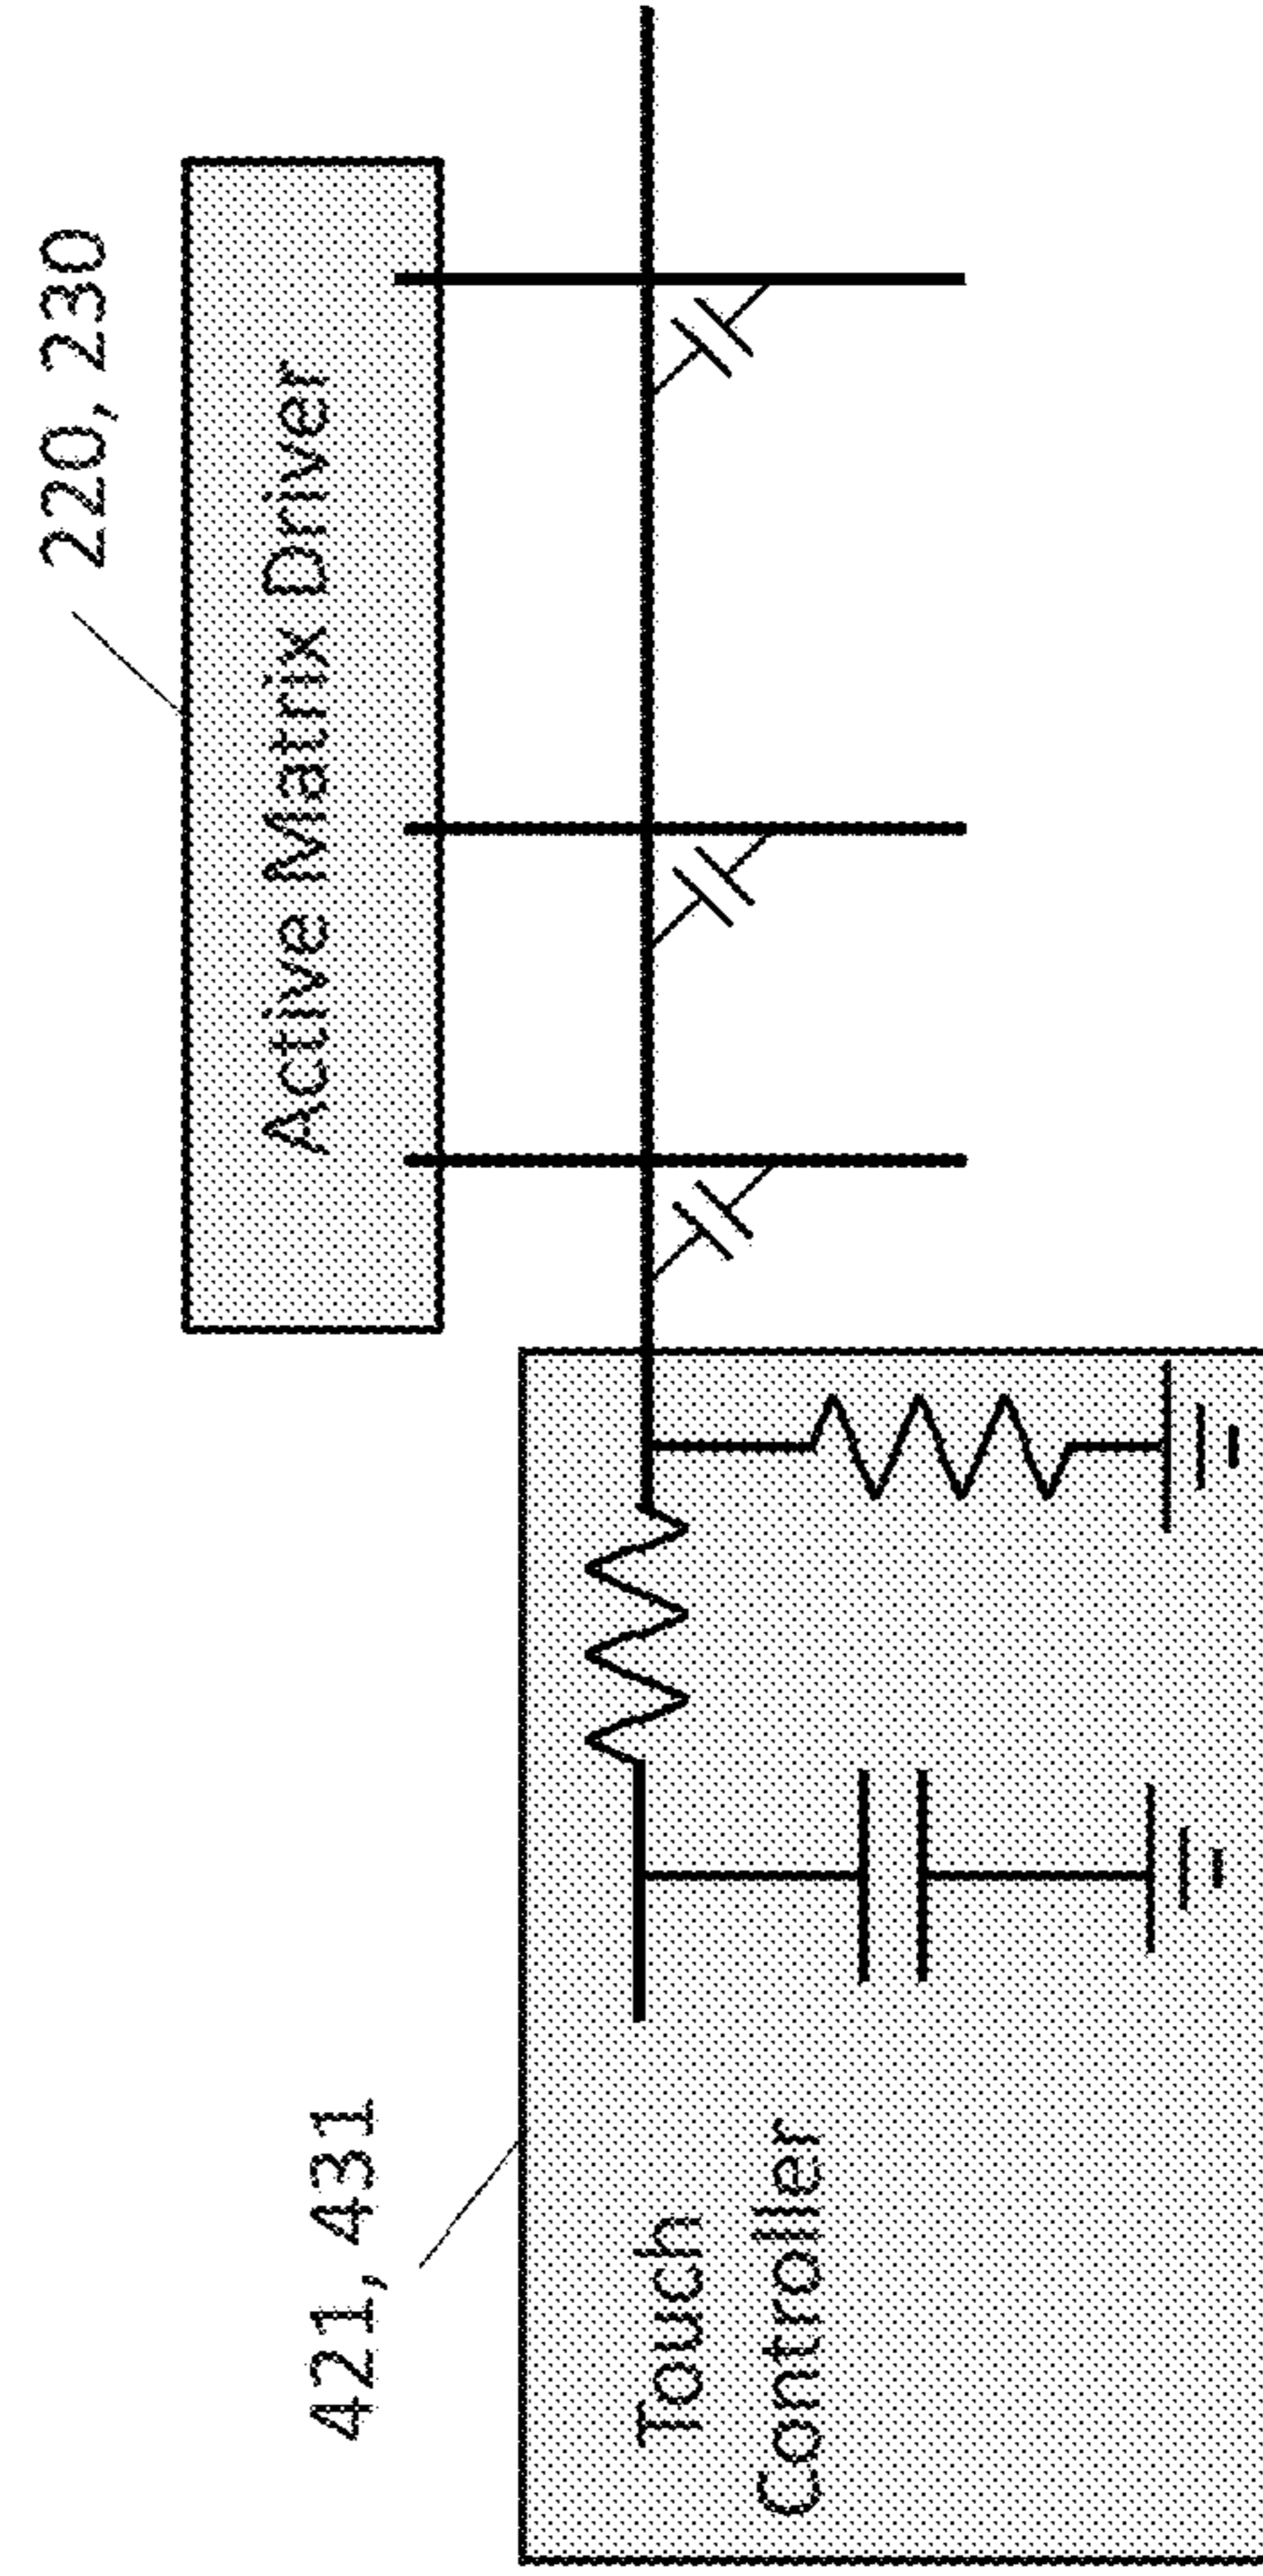 220, 230
Active Matrix Driver
421, 431
Touch
Controller